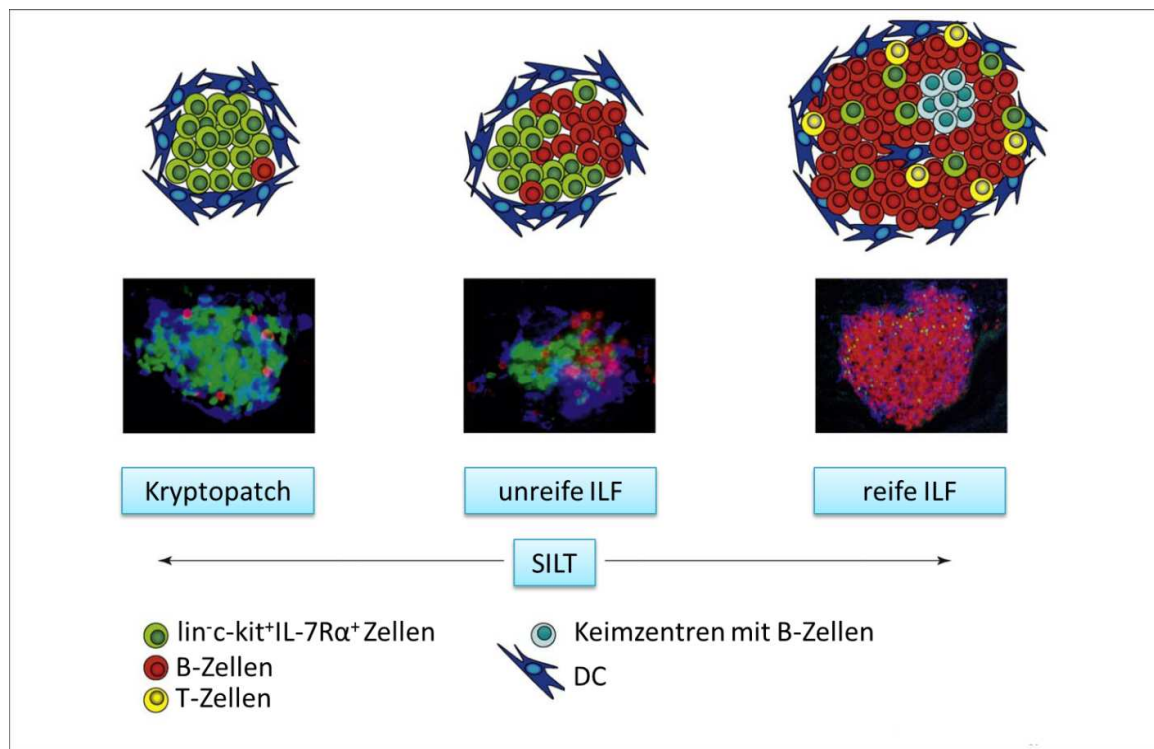 Kryptopatch
unreife ILF
reife ILF
SILT
lin⁻c-kit⁺IL-7Rα⁺ Zellen
B-Zellen
T-Zellen
Keimzentren mit B-Zellen
DC